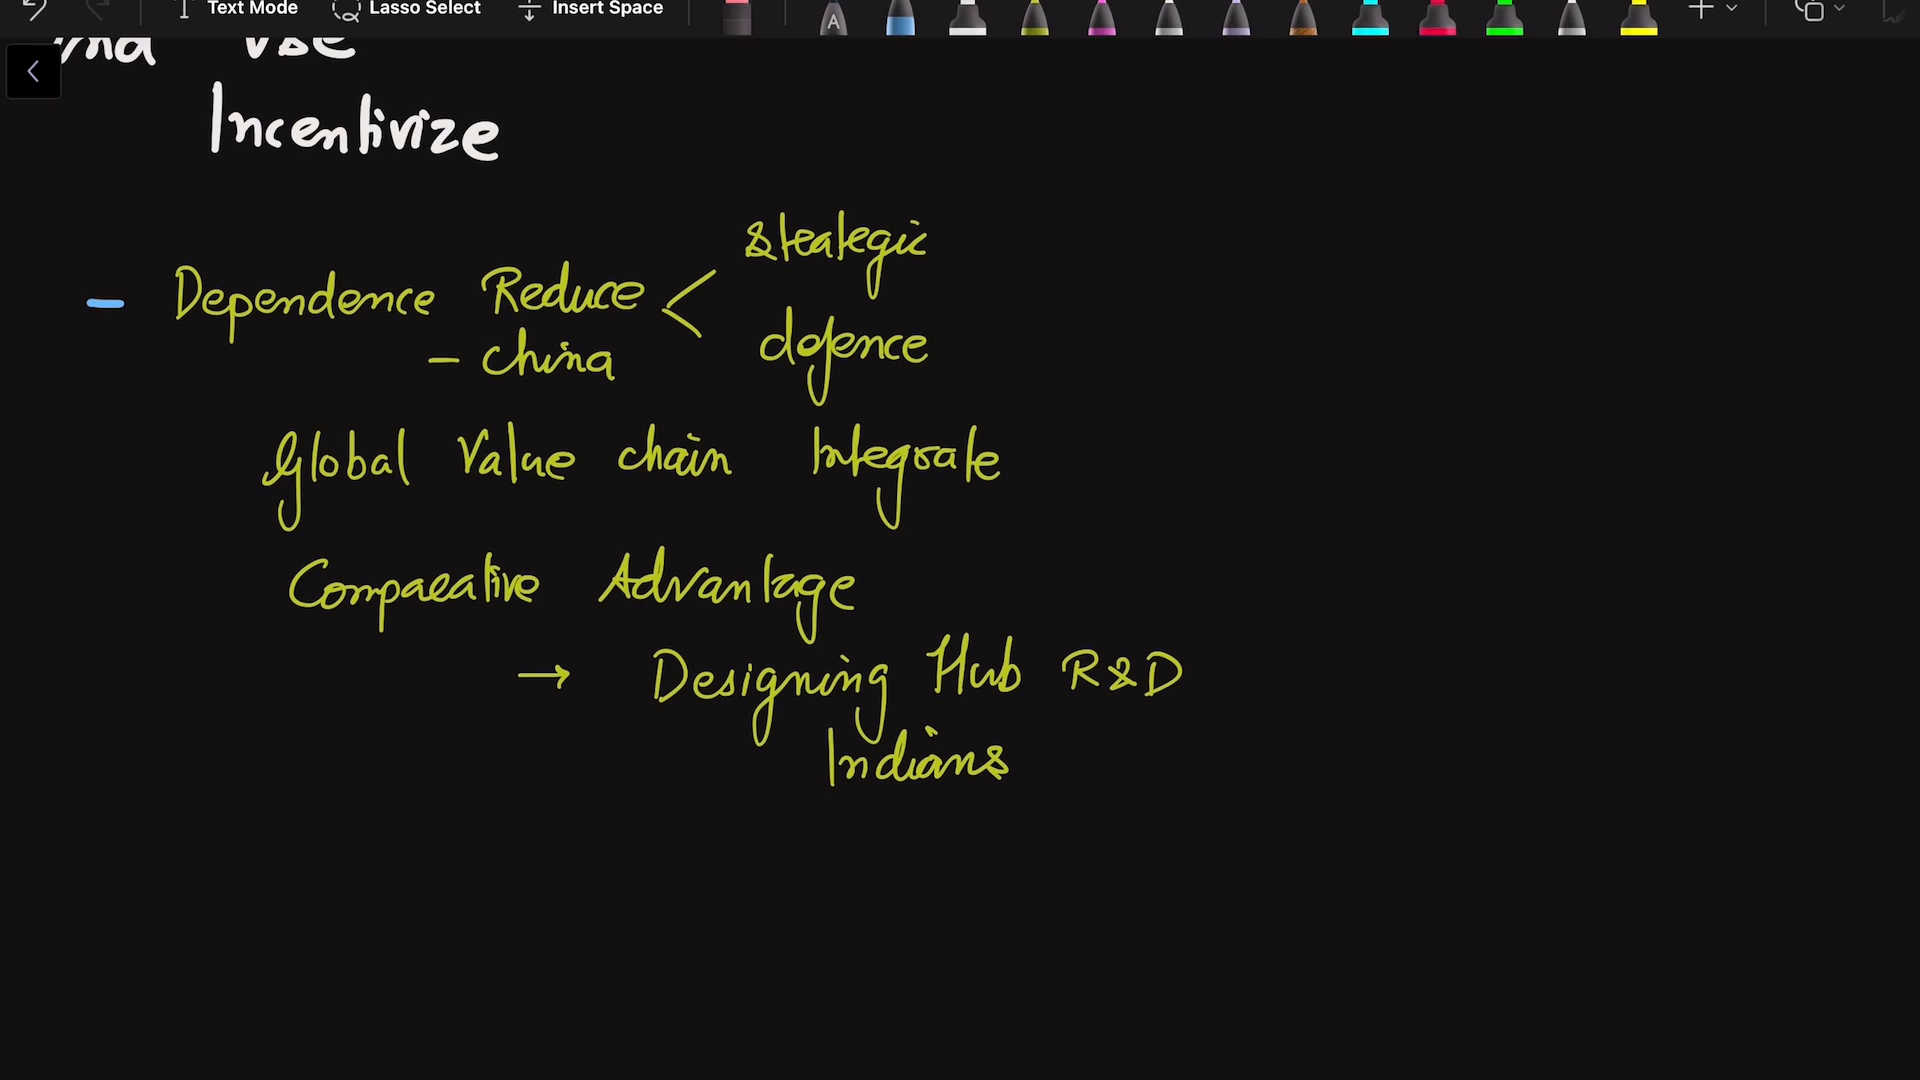 Text Mode Lasso Select Insert Space
A
Use
Incentivize
strategic
- Dependence Reduce <
defence
- China
Global Value chain Integrate
Comparative Advantage
→ Designing Hub R&D
Indians